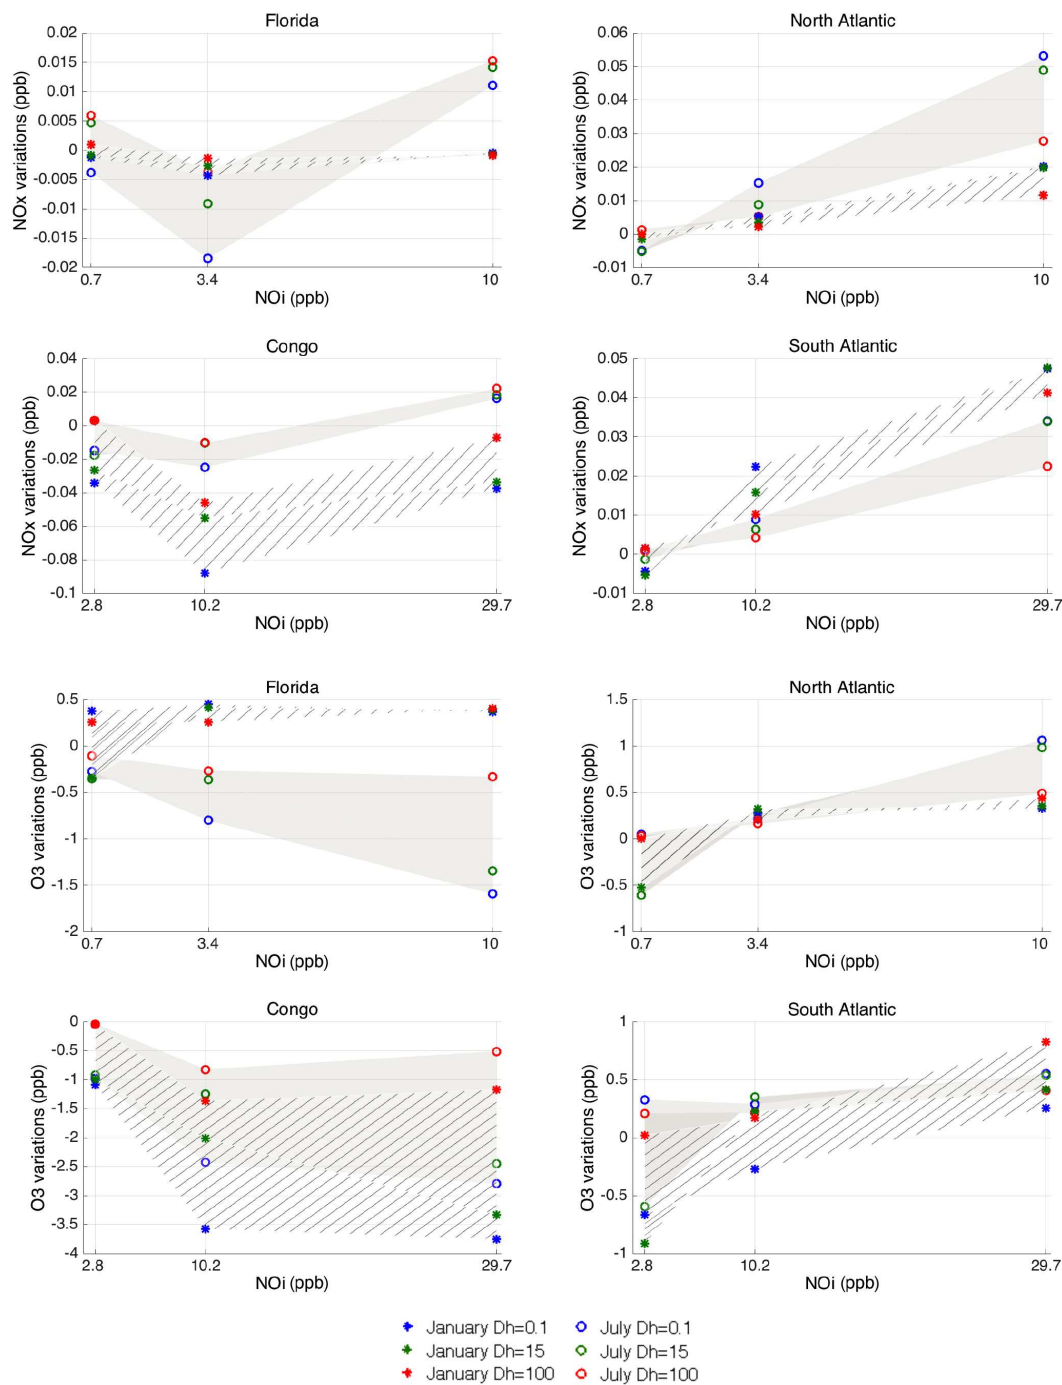 Florida
0.02
0.015
0.01
0.005
0
-0.005
-0.01
-0.015
-0.02
NOx variations (ppb)
0.7 3.4 10
NOi (ppb)
North Atlantic
0.06
0.05
0.04
0.03
0.02
0.01
0
-0.01
NOx variations (ppb)
0.7 3.4 10
NOi (ppb)
Congo
0.04
0.02
0
-0.02
-0.04
-0.06
-0.08
-0.1
NOx variations (ppb)
2.8 10.2 29.7
NOi (ppb)
South Atlantic
0.05
0.04
0.03
0.02
0.01
0
-0.01
NOx variations (ppb)
2.8 10.2 29.7
NOi (ppb)
Florida
0.5
0
-0.5
-1
-1.5
-2
O3 variations (ppb)
0.7 3.4 10
NOi (ppb)
North Atlantic
1.5
1
0.5
0
-0.5
-1
O3 variations (ppb)
0.7 3.4 10
NOi (ppb)
Congo
0
-0.5
-1
-1.5
-2
-2.5
-3
-3.5
-4
O3 variations (ppb)
2.8 10.2 29.7
NOi (ppb)
South Atlantic
1
0.5
0
-0.5
-1
O3 variations (ppb)
2.8 10.2 29.7
NOi (ppb)
January Dh=0.1 July Dh=0.1
January Dh=15 July Dh=15
January Dh=100 July Dh=100